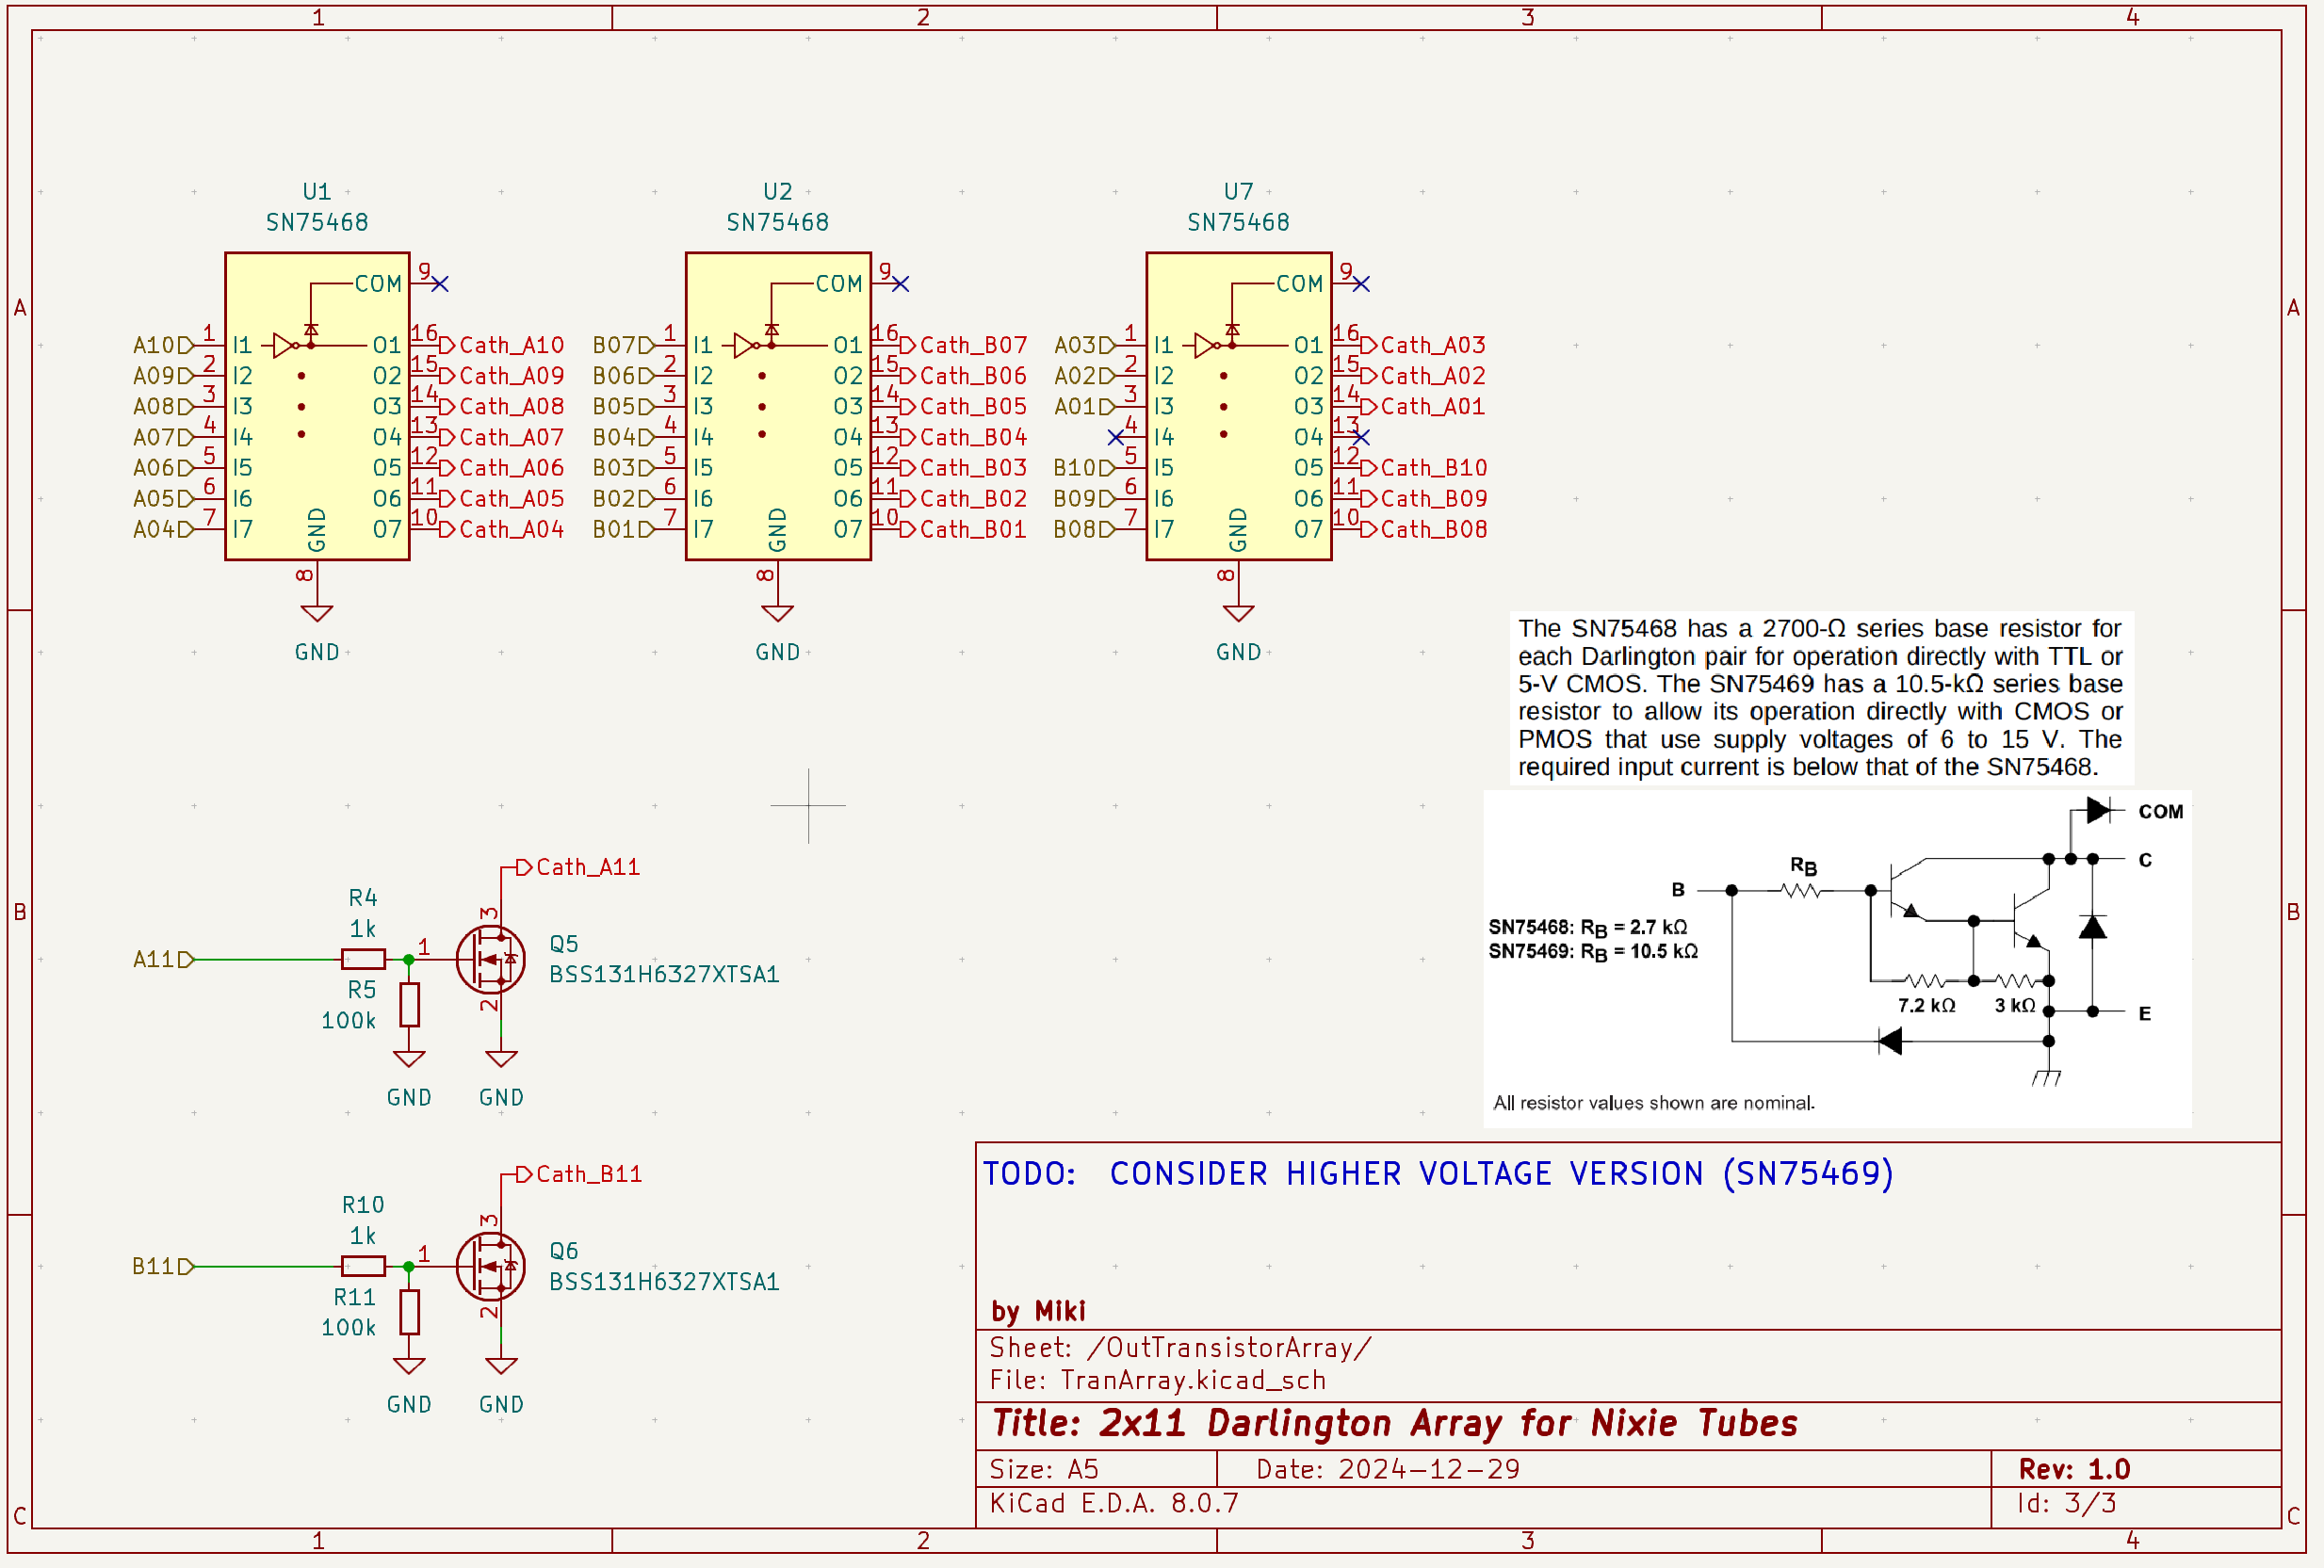 1 2 3 4
U1 U2 U7
SN75468 SN75468 SN75468
COM 9 COM 9 COM 9
A A
A10 1 I1 O1 16 Cath_A10 B07 1 I1 O1 16 Cath_B07 A03 1 I1 O1 16 Cath_A03
A09 2 I2 O2 15 Cath_A09 B06 2 I2 O2 15 Cath_B06 A02 2 I2 O2 15 Cath_A02
A08 3 I3 O3 14 Cath_A08 B05 3 I3 O3 14 Cath_B05 A01 3 I3 O3 14 Cath_A01
A07 4 I4 O4 13 Cath_A07 B04 4 I4 O4 13 Cath_B04 4 I4 O4 13
A06 5 I5 O5 12 Cath_A06 B03 5 I5 O5 12 Cath_B03 B10 5 I5 O5 12 Cath_B10
A05 6 I6 O6 11 Cath_A05 B02 6 I6 O6 11 Cath_B02 B09 6 I6 O6 11 Cath_B09
A04 7 I7 O7 10 Cath_A04 B01 7 I7 O7 10 Cath_B01 B08 7 I7 O7 10 Cath_B08
GND GND GND
8 8 8
GND GND GND
The SN75468 has a 2700-Ω series base resistor for
each Darlington pair for operation directly with TTL or
5-V CMOS. The SN75469 has a 10.5-kΩ series base
resistor to allow its operation directly with CMOS or
PMOS that use supply voltages of 6 to 15 V. The
required input current is below that of the SN75468.
COM
C
RB
B
SN75468: RB = 2.7 kΩ
SN75469: RB = 10.5 kΩ
7.2 kΩ 3 kΩ
E
All resistor values shown are nominal.
B B
Cath_A11
R4
1k
3
A11 1 Q5
BSS131H6327XTSA1
R5
100k
2
GND GND
Cath_B11
R10
1k
3
B11 1 Q6
BSS131H6327XTSA1
R11
100k
2
GND GND
TODO: CONSIDER HIGHER VOLTAGE VERSION (SN75469)
by Miki
Sheet: /OutTransistorArray/
File: TranArray.kicad_sch
Title: 2x11 Darlington Array for Nixie Tubes
Size: A5 Date: 2024-12-29 Rev: 1.0
KiCad E.D.A. 8.0.7 Id: 3/3
C C
1 2 3 4